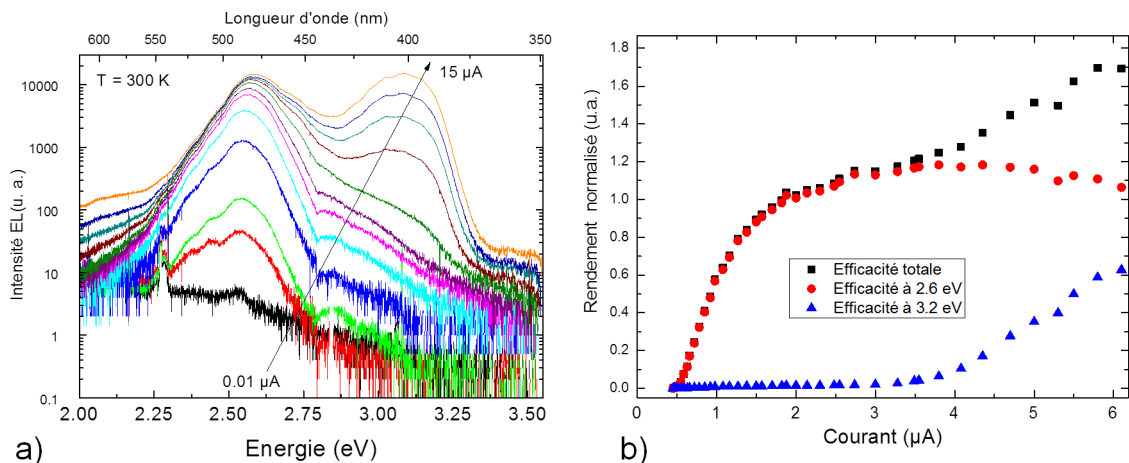 Longueur d'onde (nm)
600 550 500 450 400 350
T = 300 K
15 µA
0.01 µA
Intensité EL (u. a.)
10000
1000
100
10
1
0.1
2.00 2.25 2.50 2.75 3.00 3.25 3.50
Energie (eV)
a)
Rendement normalisé (u.a.)
1.8
1.6
1.4
1.2
1.0
0.8
0.6
0.4
0.2
0.0
Efficacité totale
Efficacité à 2.6 eV
Efficacité à 3.2 eV
0 1 2 3 4 5 6
Courant (µA)
b)